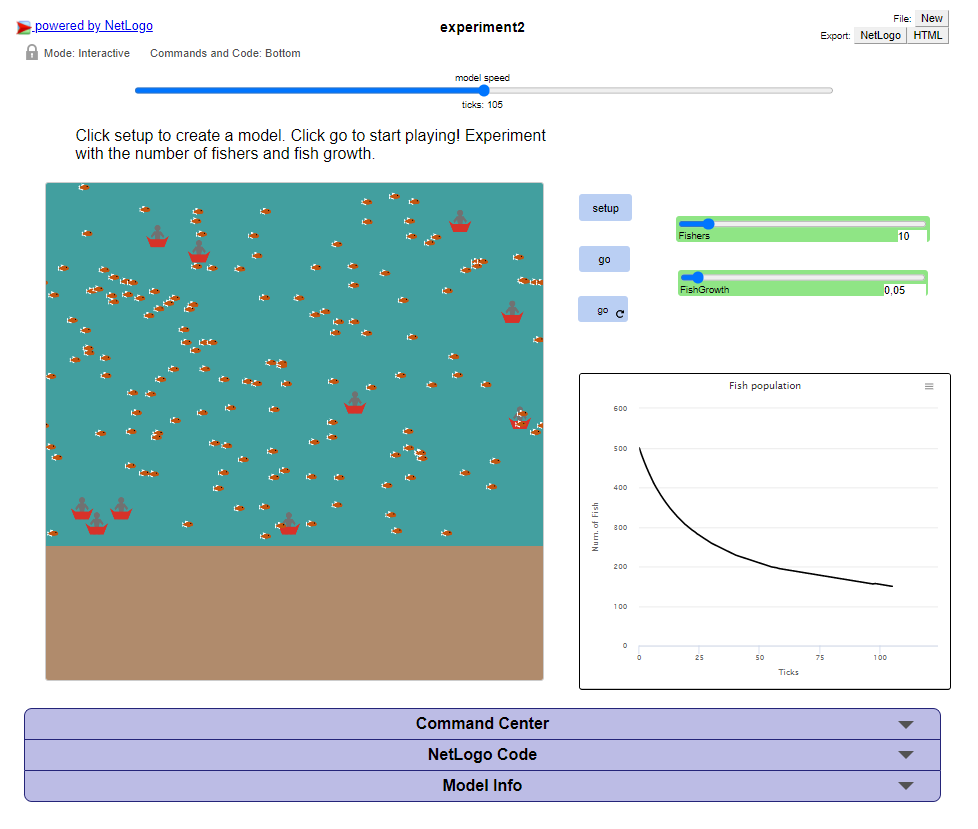 powered by NetLogo
experiment2
File: New
Export: NetLogo HTML
Mode: Interactive Commands and Code: Bottom
model speed
ticks: 105
Click setup to create a model. Click go to start playing! Experiment
with the number of fishers and fish growth.
setup
Fishers 10
go
FishGrowth 0,05
go
Fish population
600
500
400
300
200
100
0
Num. of Fish
0 25 50 75 100
Ticks
Command Center
NetLogo Code
Model Info